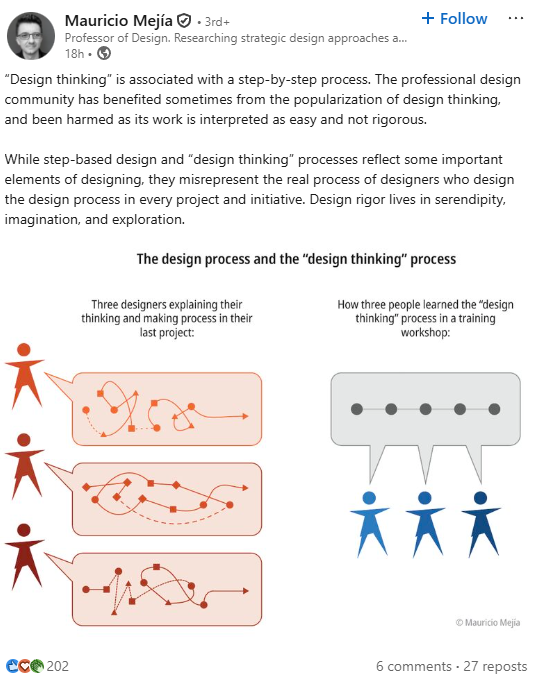 Mauricio Mejía • 3rd+
+ Follow ...
Professor of Design. Researching strategic design approaches a...
18h •
“Design thinking” is associated with a step-by-step process. The professional design
community has benefited sometimes from the popularization of design thinking,
and been harmed as its work is interpreted as easy and not rigorous.
While step-based design and “design thinking” processes reflect some important
elements of designing, they misrepresent the real process of designers who design
the design process in every project and initiative. Design rigor lives in serendipity,
imagination, and exploration.
The design process and the “design thinking” process
Three designers explaining their
thinking and making process in their
last project:
How three people learned the “design
thinking” process in a training
workshop:
© Mauricio Mejía
202
6 comments • 27 reposts